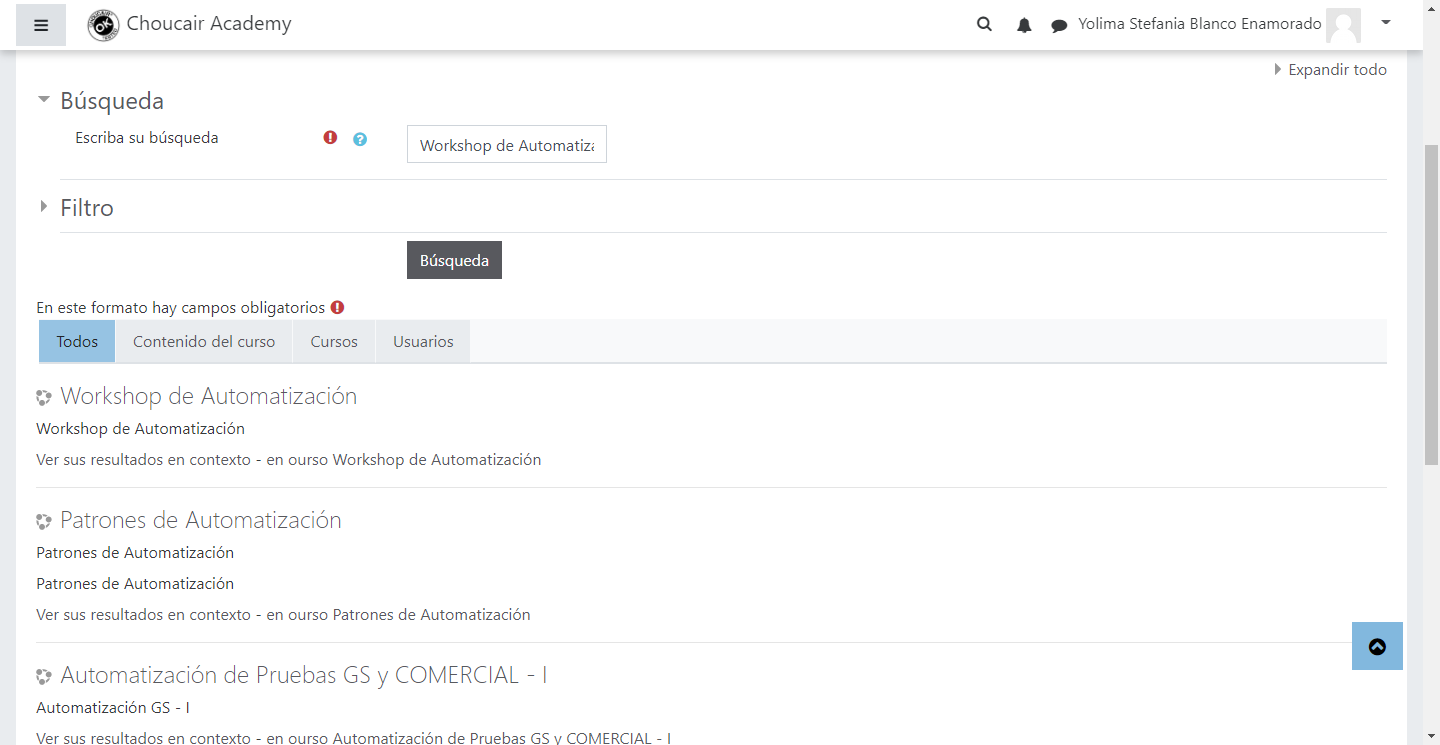 Choucair Academy
Yolima Stefania Blanco Enamorado
Expandir todo
Búsqueda
Escriba su búsqueda
Workshop de Automatiza
Filtro
Búsqueda
En este formato hay campos obligatorios
Todos Contenido del curso Cursos Usuarios
Workshop de Automatización
Workshop de Automatización
Ver sus resultados en contexto - en ourso Workshop de Automatización
Patrones de Automatización
Patrones de Automatización
Patrones de Automatización
Ver sus resultados en contexto - en ourso Patrones de Automatización
Automatización de Pruebas GS y COMERCIAL - I
Automatización GS - I
Ver sus resultados en contexto - en ourso Automatización de Pruebas GS y COMERCIAL - I